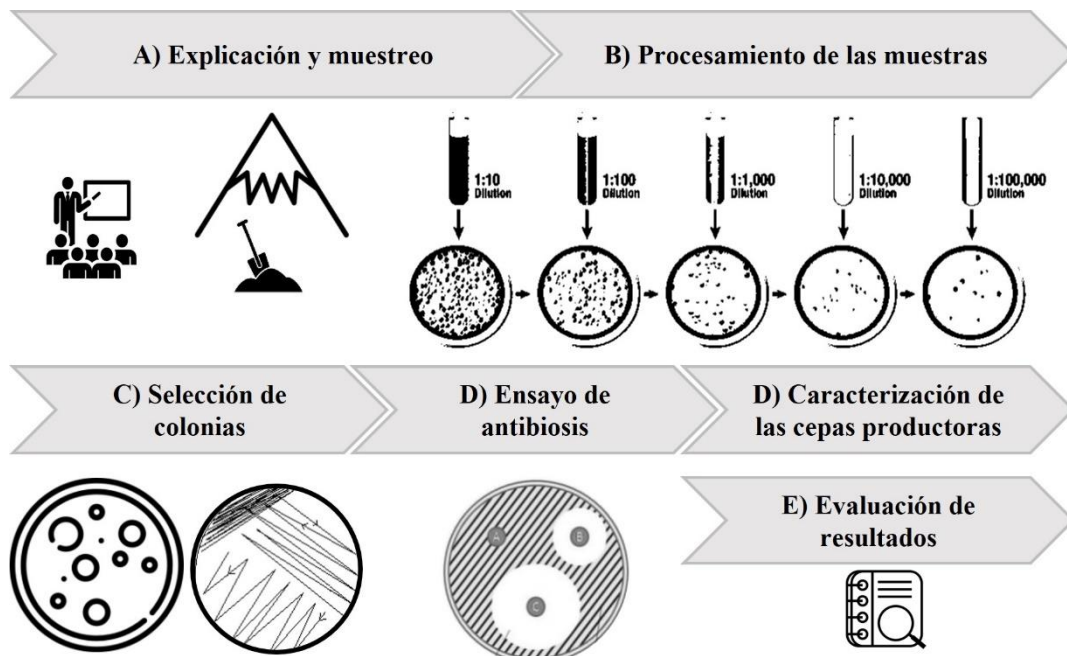 A) Explicación y muestreo
B) Procesamiento de las muestras
1:10
Dilution
1:100
Dilution
1:1,000
Dilution
1:10,000
Dilution
1:100,000
Dilution
C) Selección de
colonias
D) Ensayo de
antibiosis
D) Caracterización de
las cepas productoras
A
B
C
E) Evaluación de
resultados